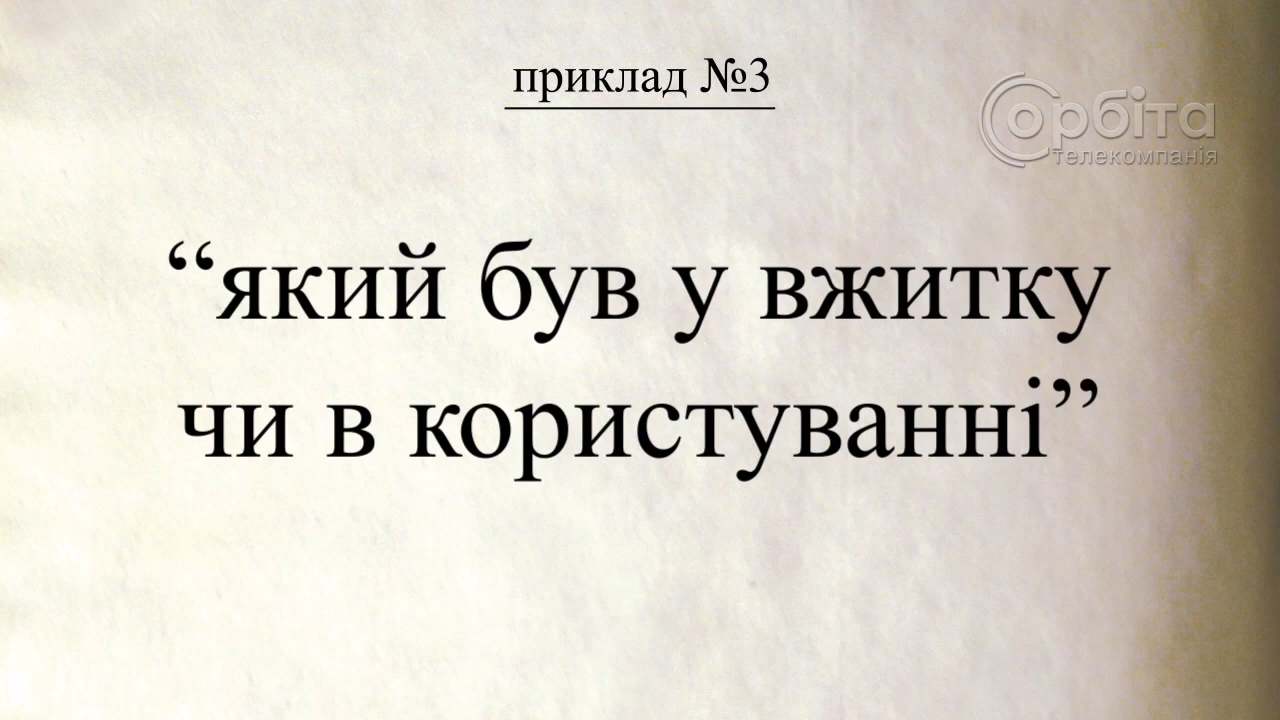 приклад №3
орбіта
телекомпанія
“який був у вжитку
чи в користуванні”